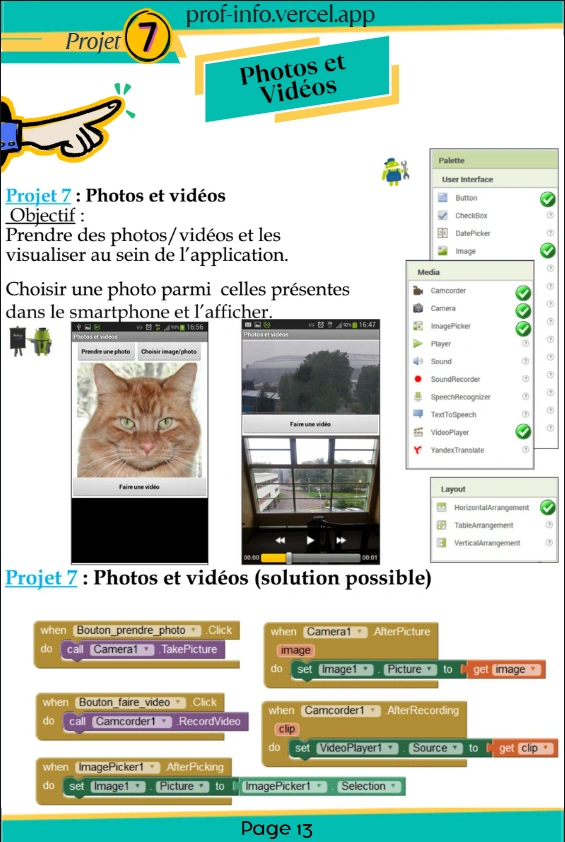 prof-info.vercel.app
Projet 7
Photos et
Vidéos
Projet 7 : Photos et vidéos
Objectif :
Prendre des photos/vidéos et les
visualiser au sein de l'application.
Choisir une photo parmi celles présentes
dans le smartphone et l'afficher.
16:56
Photos et vidéos
Prendre une photo
Choisir image/photo
Faire une vidéo
16:47
Photos et vidéos
Faire une vidéo
00:00
00:01
Palette
User Interface
Button
CheckBox
DatePicker
Image
Media
Camcorder
Camera
ImagePicker
Player
Sound
SoundRecorder
SpeechRecognizer
TextToSpeech
VideoPlayer
YandexTranslate
Layout
HorizontalArrangement
TableArrangement
VerticalArrangement
Projet 7 : Photos et vidéos (solution possible)
when Bouton_prendre_photo .Click
do call Camera1 .TakePicture
when Camera1 .AfterPicture
image
do set Image1 . Picture to get image
when Bouton_faire_video .Click
do call Camcorder1 .RecordVideo
when Camcorder1 .AfterRecording
clip
do set VideoPlayer1 . Source to get clip
when ImagePicker1 .AfterPicking
do set Image1 . Picture to ImagePicker1 . Selection
Page 13